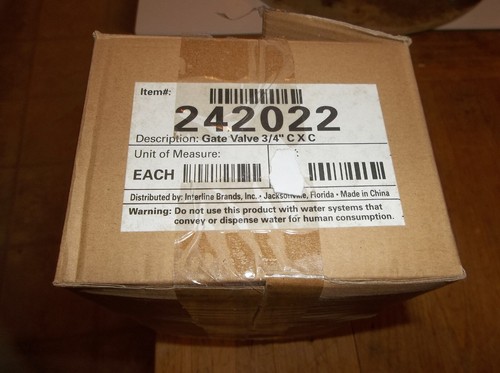 Item#:
242022
Description: Gate Valve 3/4" C X C
Unit of Measure:
EACH
Distributed by: Interline Brands, Inc. • Jacksonville, Florida • Made in China
Warning: Do not use this product with water systems that
convey or dispense water for human consumption.